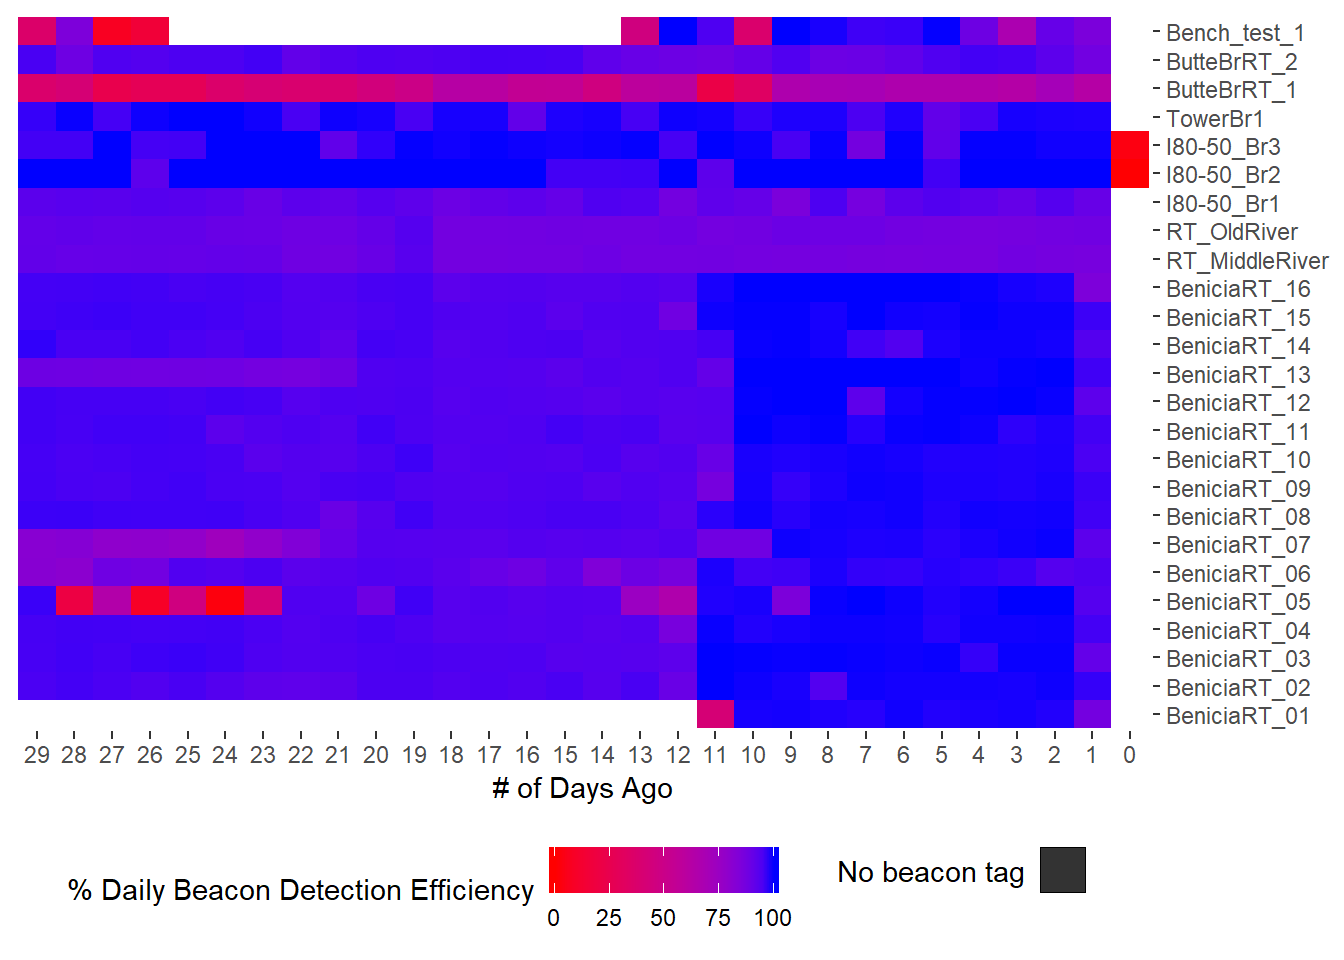 Bench_test_1
ButteBrRT_2
ButteBrRT_1
TowerBr1
I80-50_Br3
I80-50_Br2
I80-50_Br1
RT_OldRiver
RT_MiddleRiver
BeniciaRT_16
BeniciaRT_15
BeniciaRT_14
BeniciaRT_13
BeniciaRT_12
BeniciaRT_11
BeniciaRT_10
BeniciaRT_09
BeniciaRT_08
BeniciaRT_07
BeniciaRT_06
BeniciaRT_05
BeniciaRT_04
BeniciaRT_03
BeniciaRT_02
BeniciaRT_01
29 28 27 26 25 24 23 22 21 20 19 18 17 16 15 14 13 12 11 10 9 8 7 6 5 4 3 2 1 0
# of Days Ago
% Daily Beacon Detection Efficiency
0 25 50 75 100
No beacon tag